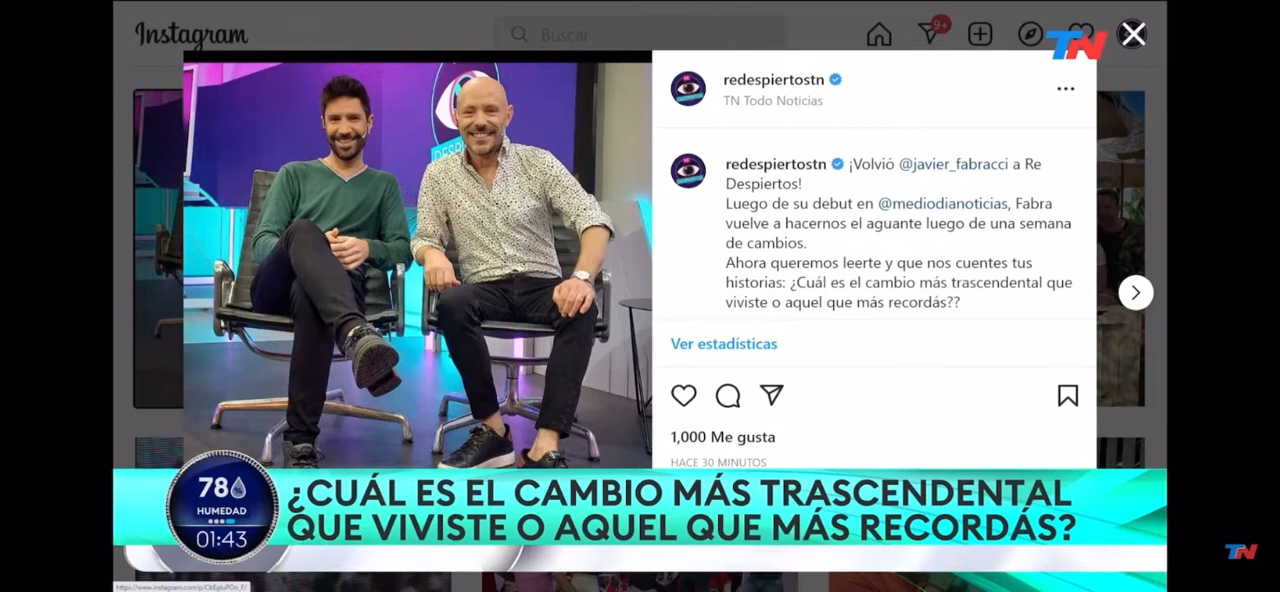 Instagram
Buscar
9+
TN
redespiertostn
TN Todo Noticias
redespiertostn ¡Volvió @javier_fabracci a Re
Despiertos!
Luego de su debut en @mediodianoticias, Fabra
vuelve a hacernos el aguante luego de una semana
de cambios.
Ahora queremos leerte y que nos cuentes tus
historias: ¿Cuál es el cambio más trascendental que
viviste o aquel que más recordás??
Ver estadísticas
1,000 Me gusta
HACE 30 MINUTOS
78
HUMEDAD
01:43
¿CUÁL ES EL CAMBIO MÁS TRASCENDENTAL
QUE VIVISTE O AQUEL QUE MÁS RECORDÁS?
TN